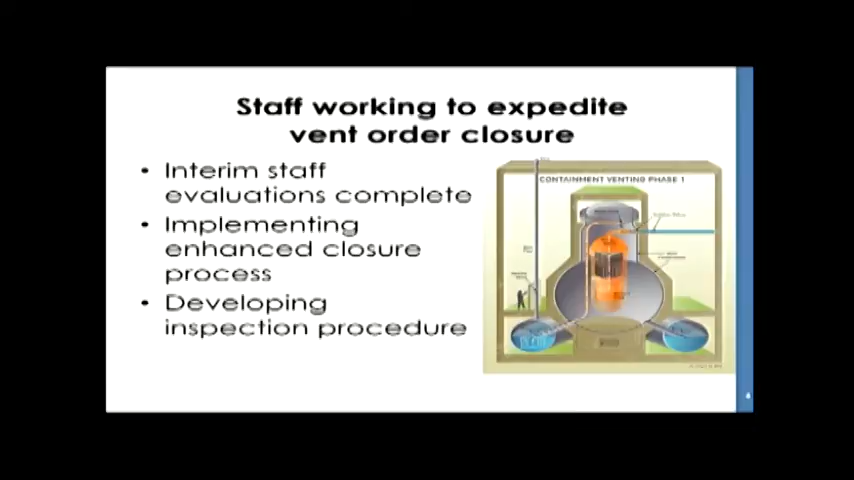 Staff working to expedite
vent order closure
• Interim staff
evaluations complete
• Implementing
enhanced closure
process
• Developing
inspection procedure
CONTAINMENT VENTING PHASE 1
6